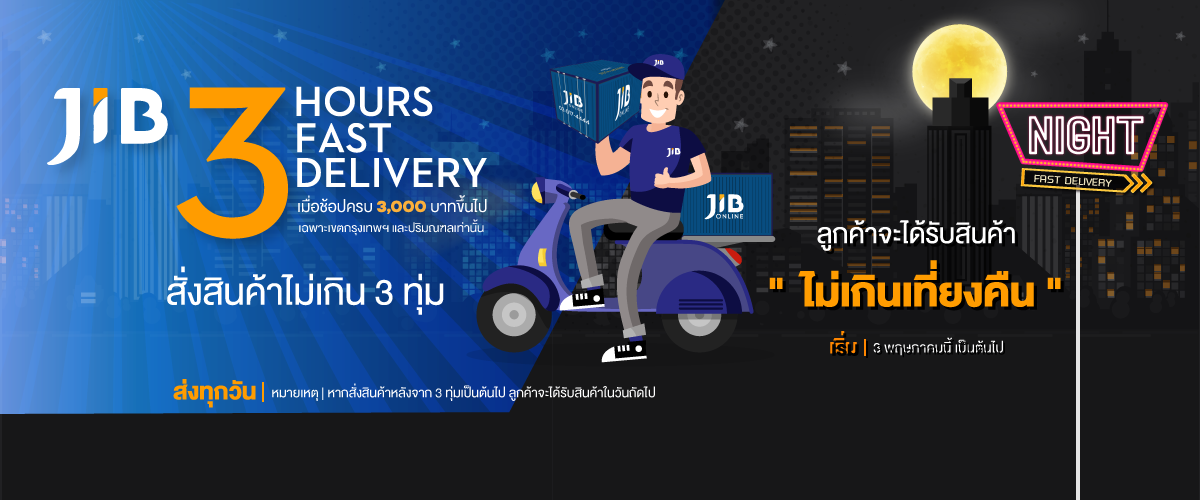 JIB
3 HOURS
FAST
DELIVERY
เมื่อช้อปครบ 3,000 บาทขึ้นไป
เฉพาะเขตกรุงเทพฯ และปริมณฑลเท่านั้น
สั่งสินค้าไม่เกิน 3 ทุ่ม
ส่งทุกวัน | หมายเหตุ | หากสั่งสินค้าหลังจาก 3 ทุ่มเป็นต้นไป ลูกค้าจะได้รับสินค้าในวันถัดไป
JIB
JIB
ONLINE
JIB
JIB
JIB
ONLINE
NIGHT
FAST DELIVERY
ลูกค้าจะได้รับสินค้า
" ไม่เกินเที่ยงคืน "
เริ่ม | 3 พฤษภาคมนี้ เป็นต้นไป